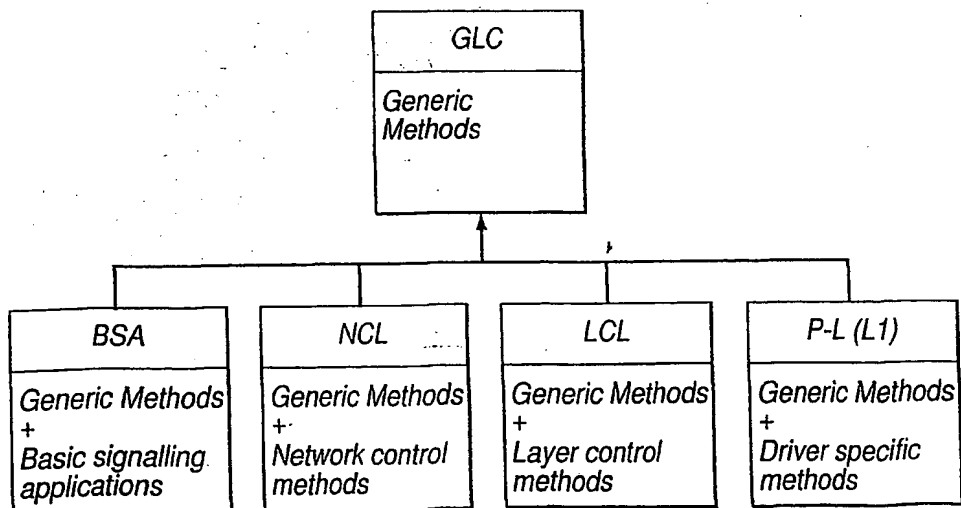 GLC
Generic
Methods
BSA
Generic Methods
+
Basic signalling
applications
NCL
Generic Methods
+
Network control
methods
LCL
Generic Methods
+
Layer control
methods
P-L (L1)
Generic Methods
+
Driver specific
methods